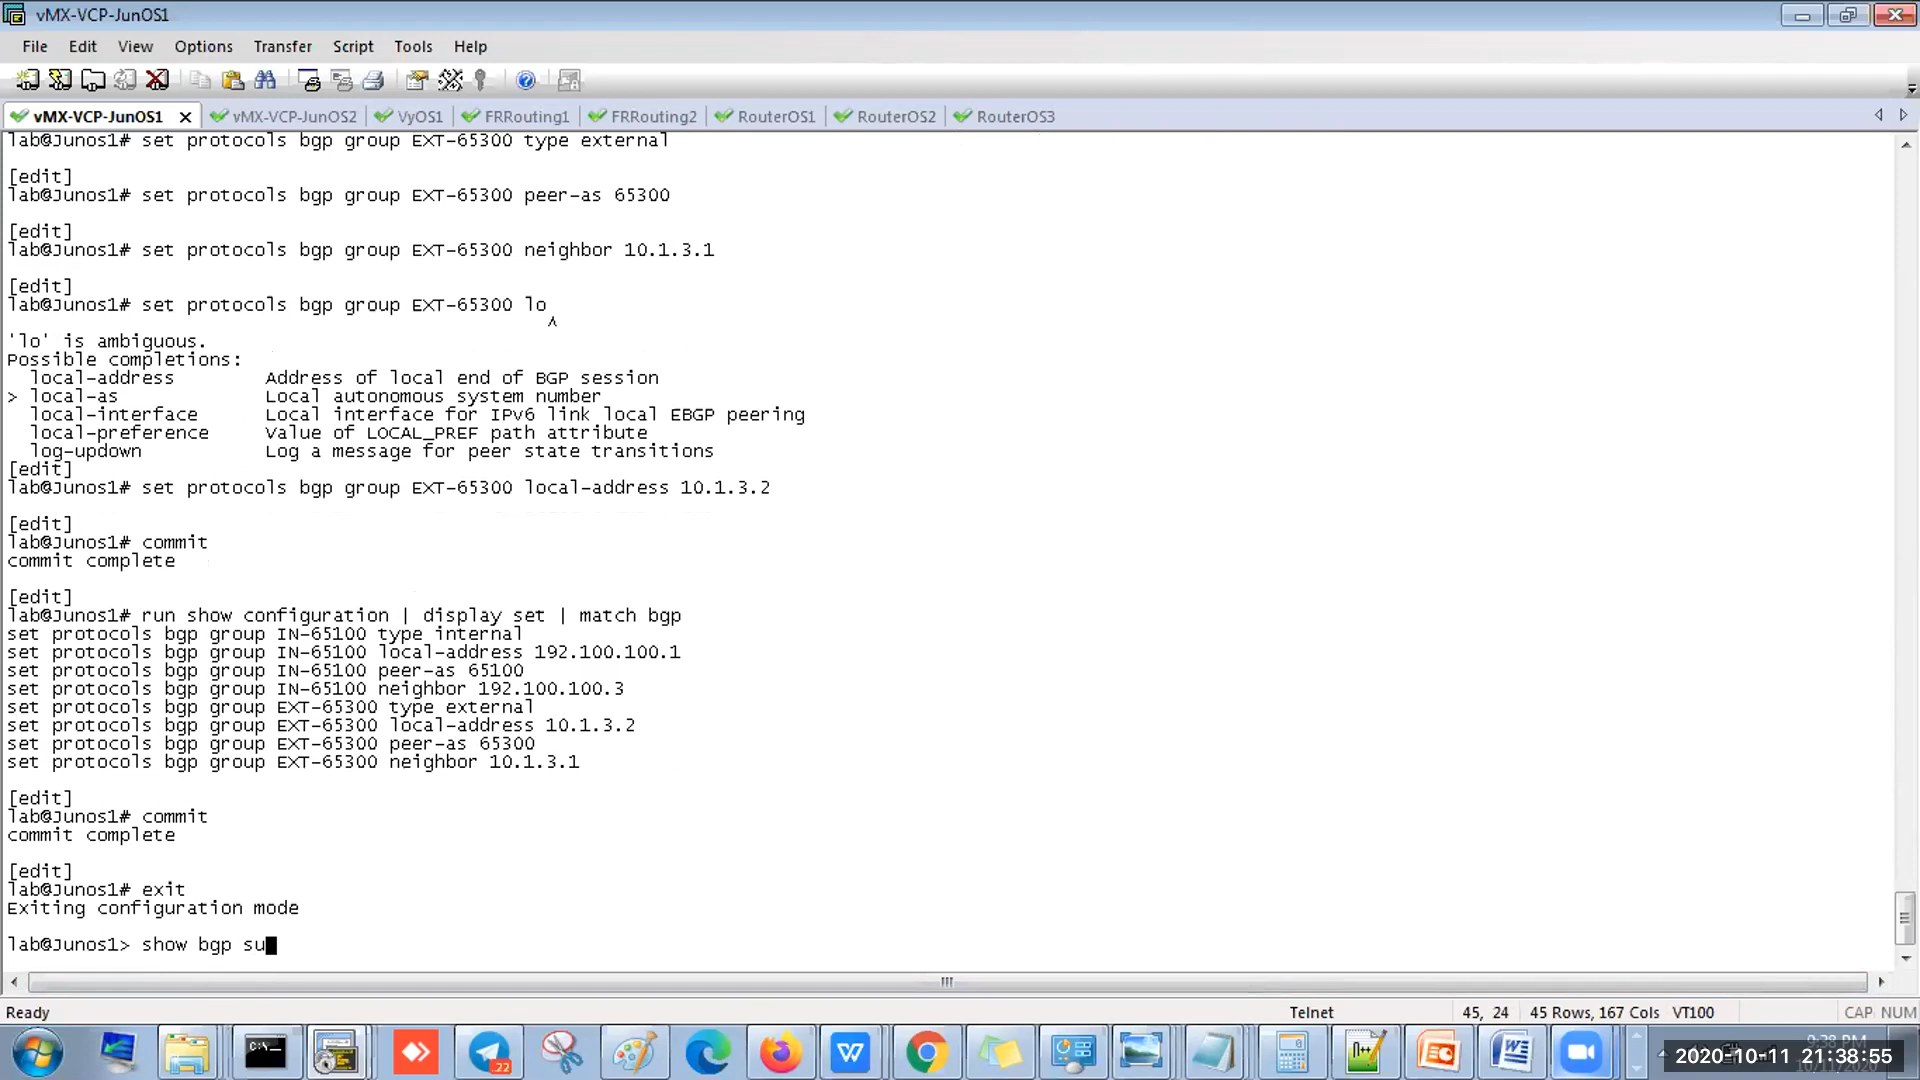 vMX-VCP-JunOS1
File Edit View Options Transfer Script Tools Help
vMX-VCP-JunOS1 vMX-VCP-JunOS2 VyOS1 FRRouting1 FRRouting2 RouterOS1 RouterOS2 RouterOS3
lab@Junos1# set protocols bgp group EXT-65300 type external
[edit]
lab@Junos1# set protocols bgp group EXT-65300 peer-as 65300
[edit]
lab@Junos1# set protocols bgp group EXT-65300 neighbor 10.1.3.1
[edit]
lab@Junos1# set protocols bgp group EXT-65300 lo
^
'lo' is ambiguous.
Possible completions:
local-address Address of local end of BGP session
> local-as Local autonomous system number
local-interface Local interface for IPv6 link local EBGP peering
local-preference Value of LOCAL_PREF path attribute
log-updown Log a message for peer state transitions
[edit]
lab@Junos1# set protocols bgp group EXT-65300 local-address 10.1.3.2
[edit]
lab@Junos1# commit
commit complete
[edit]
lab@Junos1# run show configuration | display set | match bgp
set protocols bgp group IN-65100 type internal
set protocols bgp group IN-65100 local-address 192.100.100.1
set protocols bgp group IN-65100 peer-as 65100
set protocols bgp group IN-65100 neighbor 192.100.100.3
set protocols bgp group EXT-65300 type external
set protocols bgp group EXT-65300 local-address 10.1.3.2
set protocols bgp group EXT-65300 peer-as 65300
set protocols bgp group EXT-65300 neighbor 10.1.3.1
[edit]
lab@Junos1# commit
commit complete
[edit]
lab@Junos1# exit
Exiting configuration mode
lab@Junos1> show bgp su
Ready Telnet 45, 24 45 Rows, 167 Cols VT100 CAP NUM
9:38 PM
2020-10-11 21:38:55